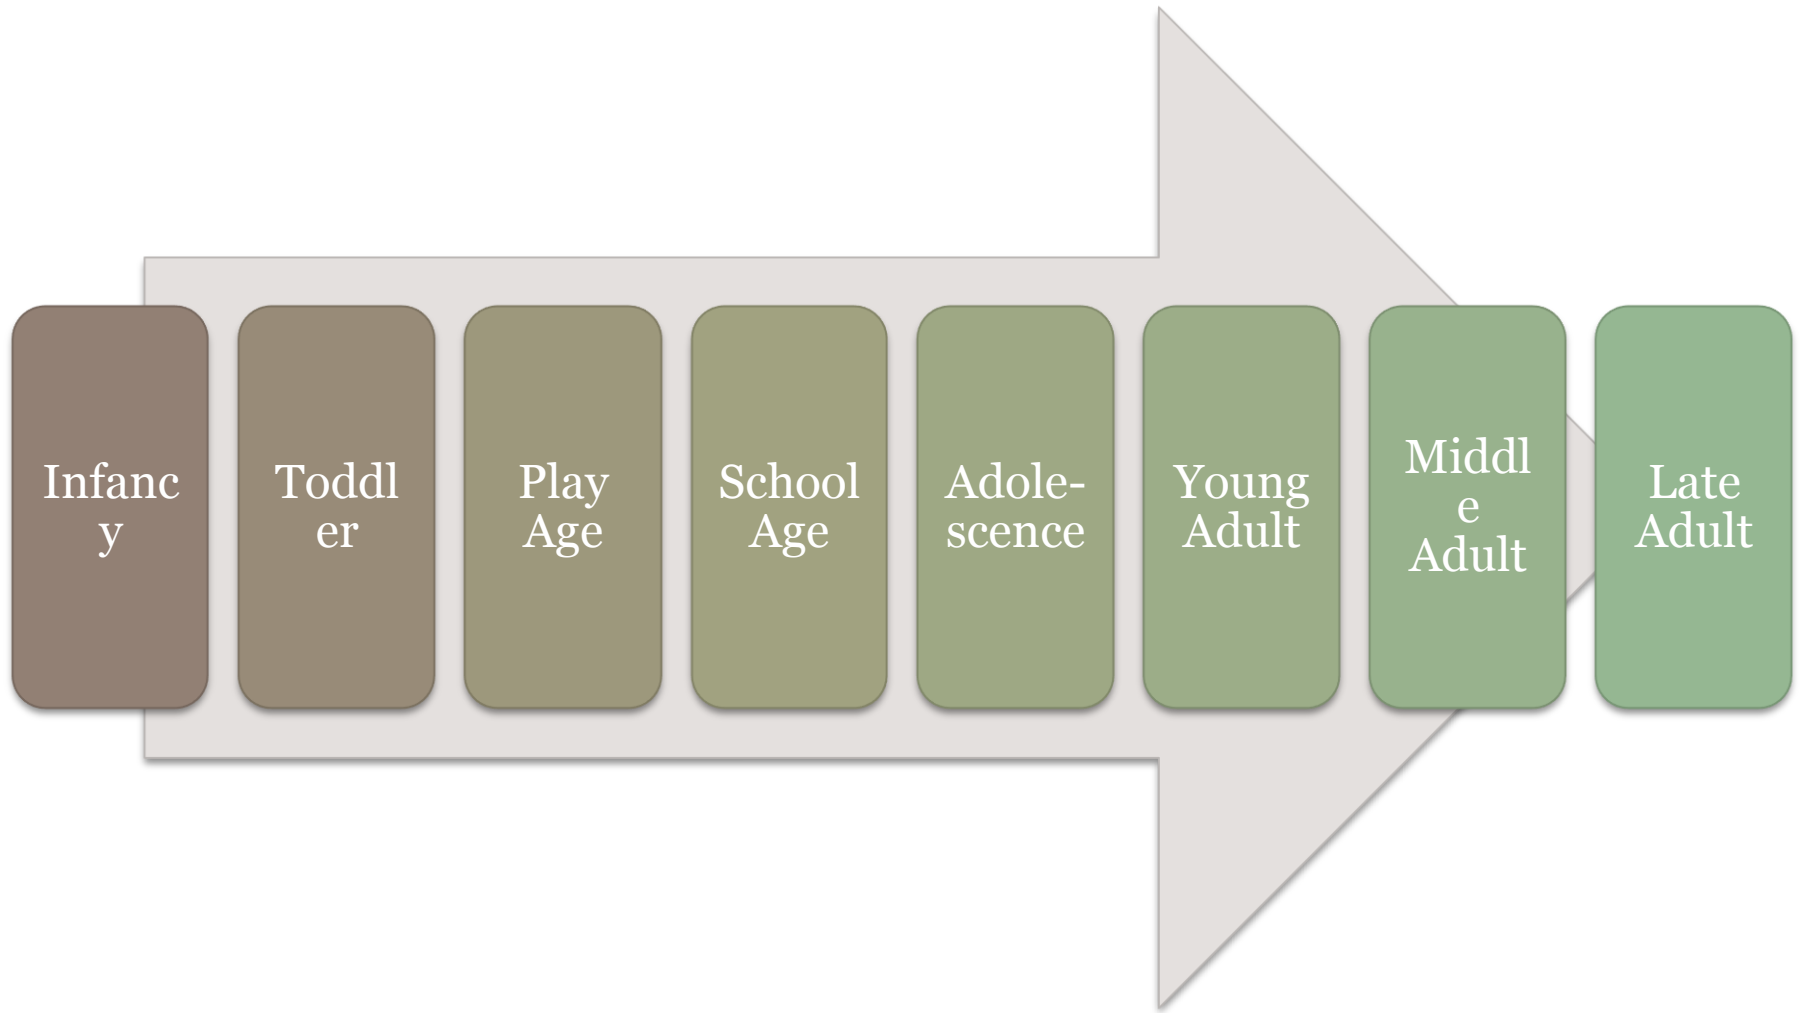 Infanc
y
Toddl
er
Play
Age
School
Age
Adole-
scence
Young
Adult
Middl
e
Adult
Late
Adult